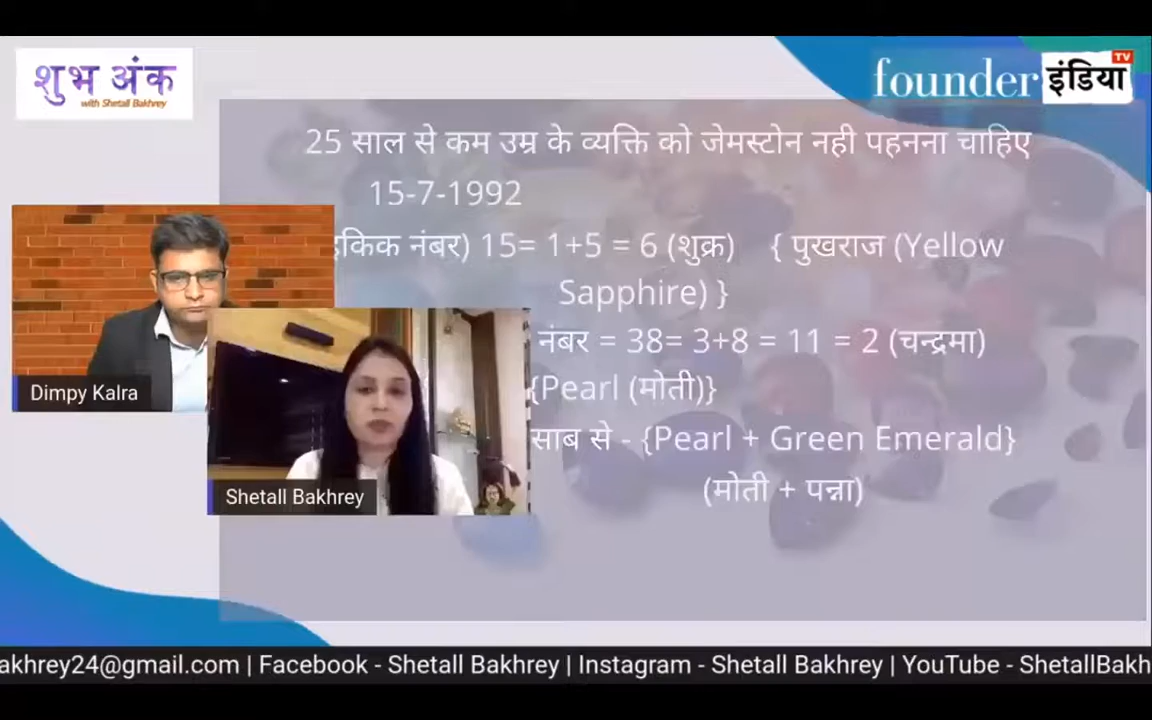 शुभ अंक
with Shetall Bakhrey
founder इंडिया TV
25 साल से कम उम्र के व्यक्ति को जेमस्टोन नही पहनना चाहिए
15-7-1992
नंबर) 15= 1+5 = 6 (शुक्र) { पुखराज (Yellow
Sapphire) }
नंबर = 38= 3+8 = 11 = 2 (चन्द्रमा)
{Pearl (मोती)}
से - {Pearl + Green Emerald}
(मोती + पन्ना)
Dimpy Kalra
Shetall Bakhrey
akhrey24@gmail.com | Facebook - Shetall Bakhrey | Instagram - Shetall Bakhrey | YouTube - ShetallBakh